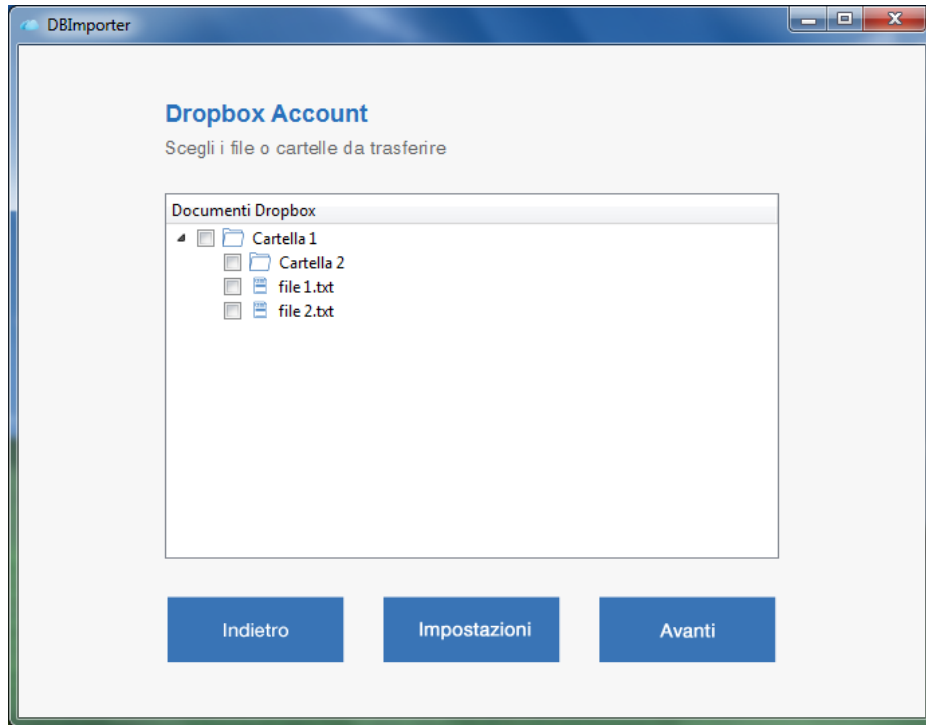 DBImporter
Dropbox Account
Scegli i file o cartelle da trasferire
Documenti Dropbox
Cartella 1
Cartella 2
file 1.txt
file 2.txt
Indietro Impostazioni Avanti